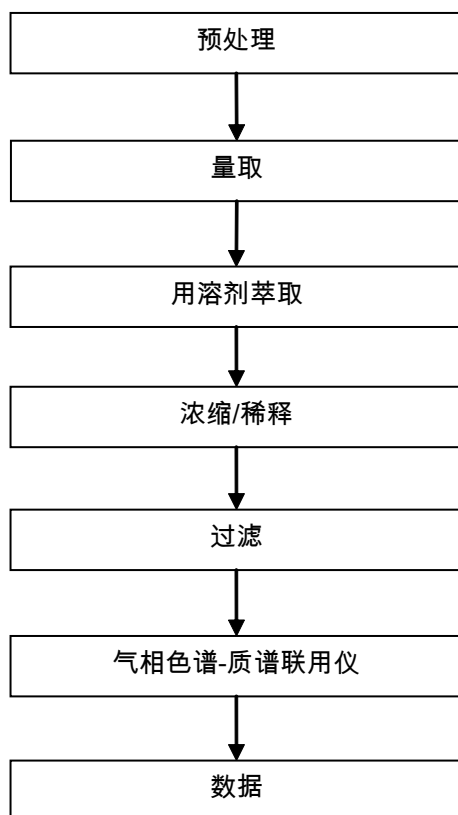 预处理
量取
用溶剂萃取
浓缩/稀释
过滤
气相色谱-质谱联用仪
数据